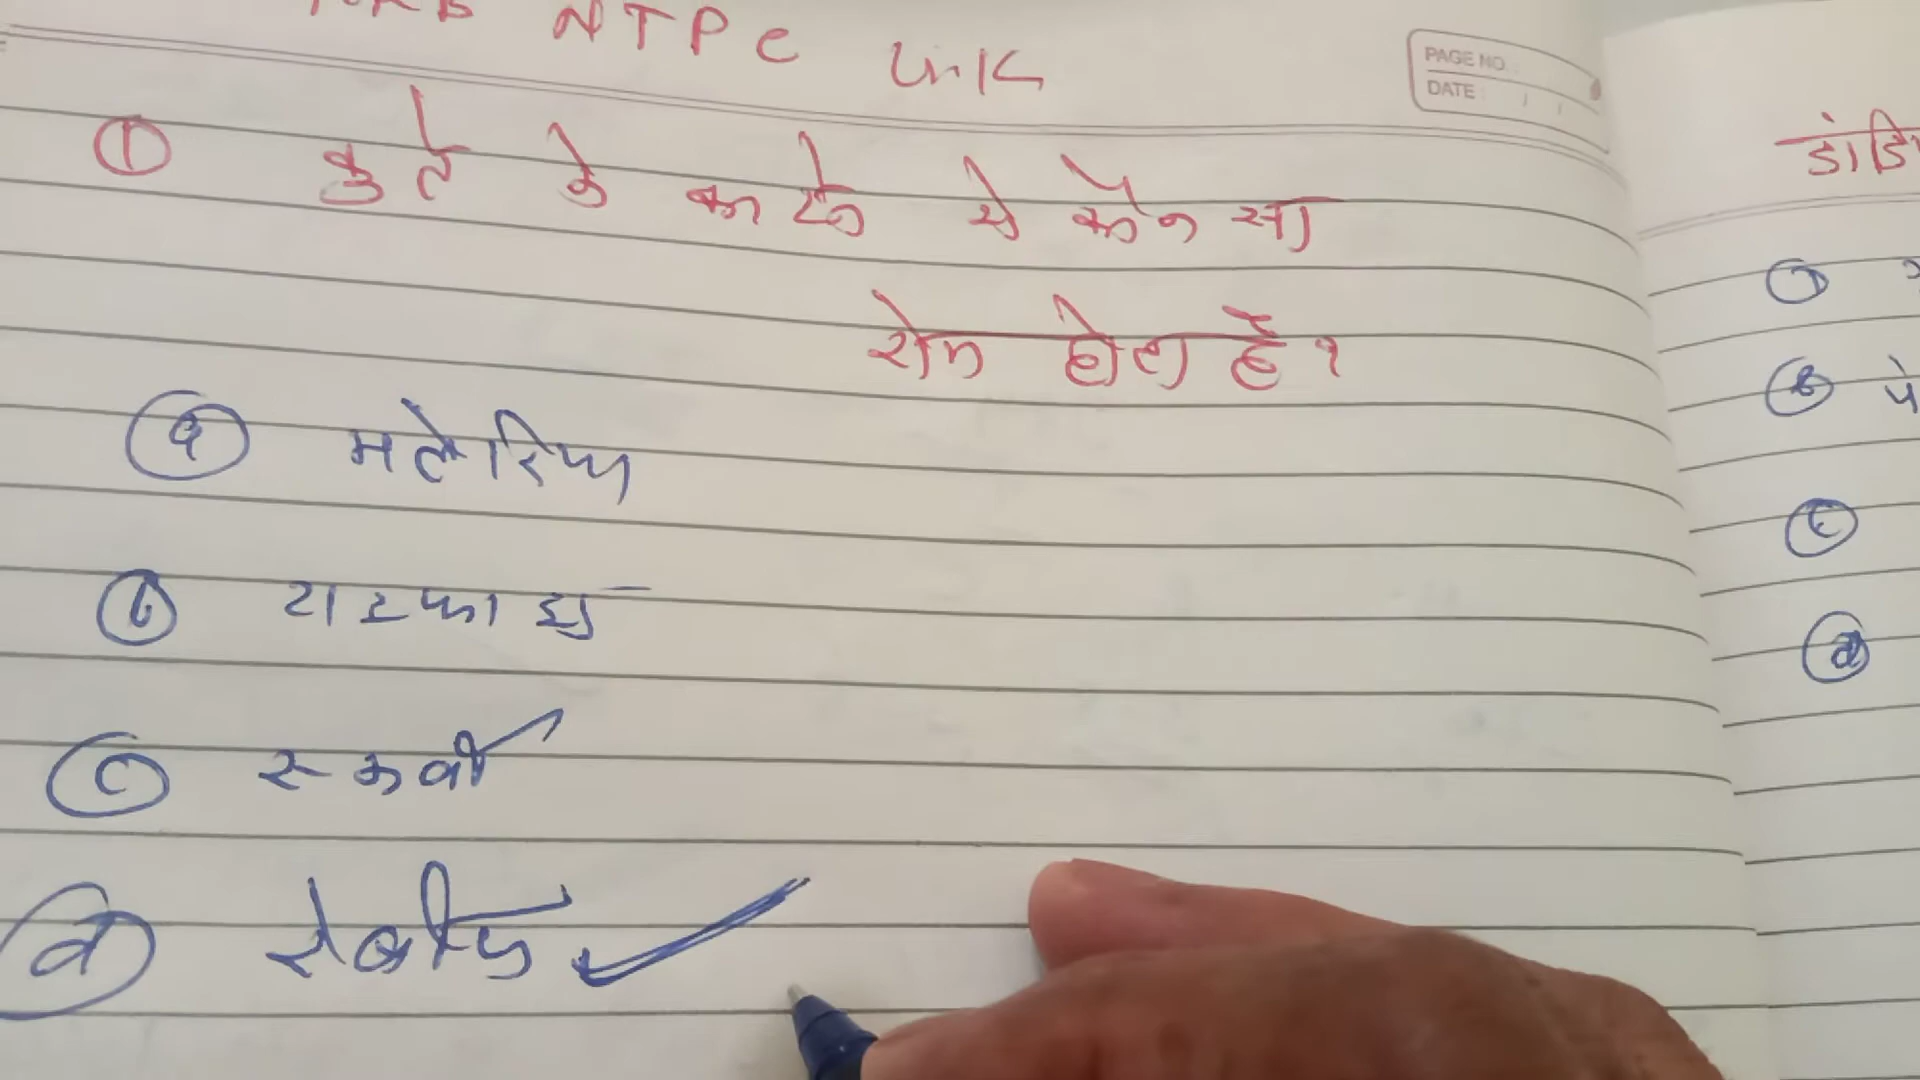 NTPC
PAGE NO.
DATE
① कुत्ते के काटने से कौन सा
रोग होता है?
ⓐ मलेरिया
ⓑ टाइफाइड
ⓒ स्कर्वी
ⓓ रेबीज
ⓑ पे
ⓒ
ⓓ